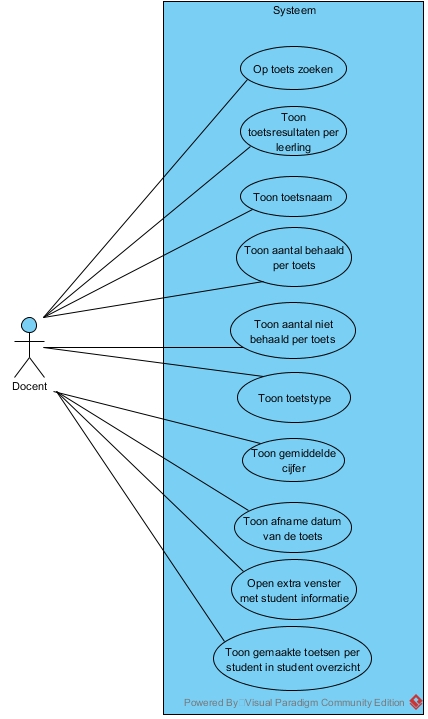 Systeem
Op toets zoeken
Toon
toetsresultaten per
leerling
Toon toetsnaam
Toon aantal behaald
per toets
Toon aantal niet
behaald per toets
Docent
Toon toetstype
Toon gemiddelde
cijfer
Toon afname datum
van de toets
Open extra venster
met student informatie
Toon gemaakte toetsen per
student in student overzicht
Powered By Visual Paradigm Community Edition